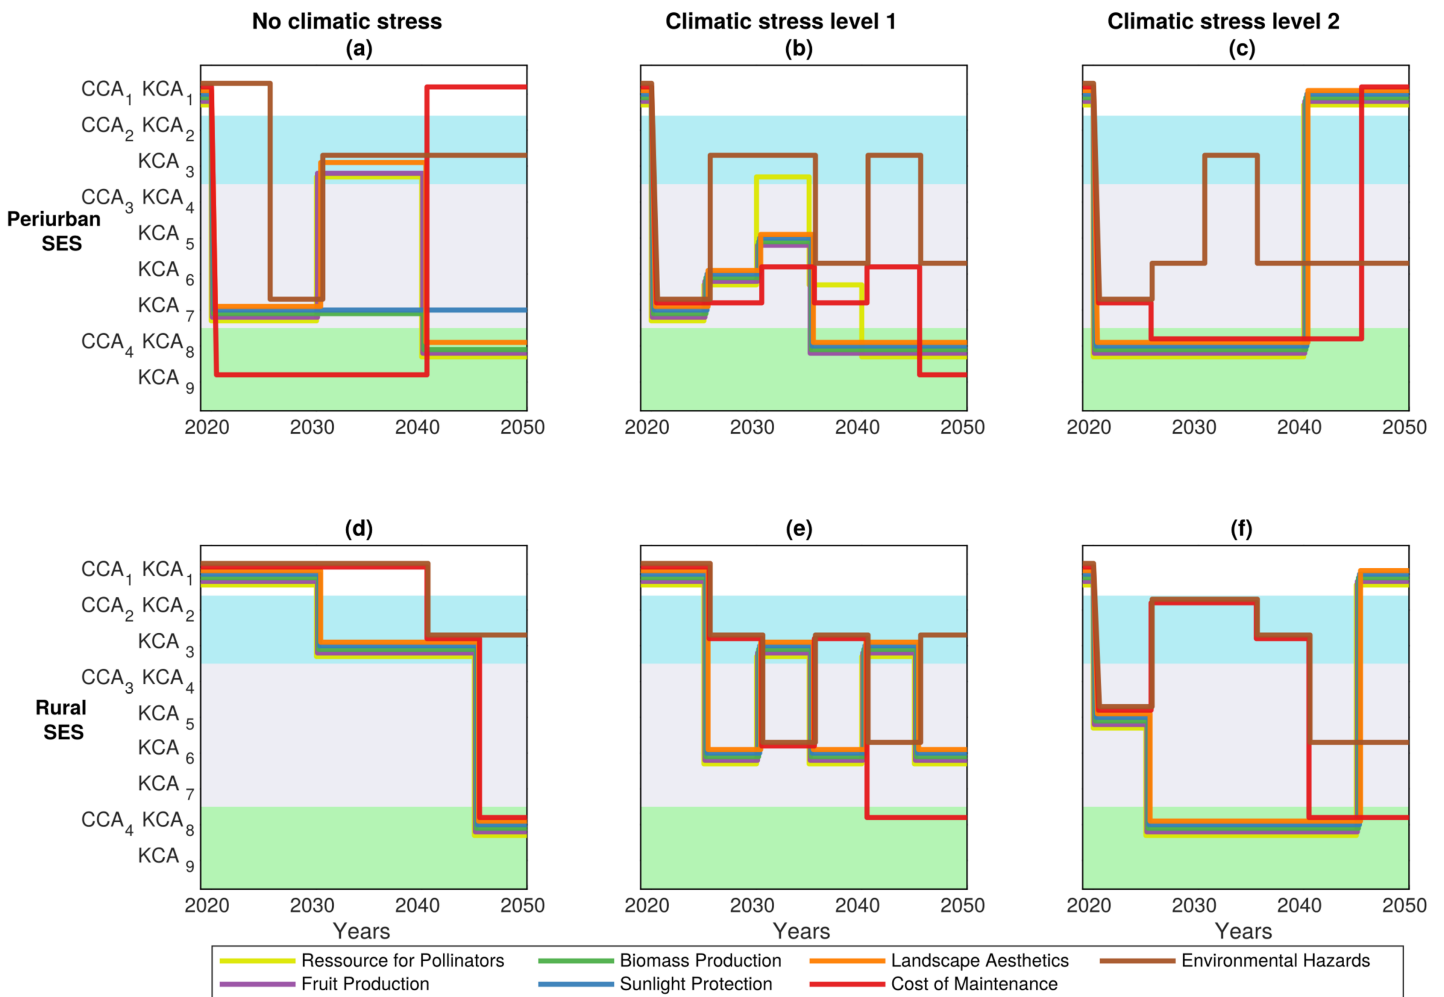 No climatic stress
(a)
Climatic stress level 1
(b)
Climatic stress level 2
(c)
CCA1 KCA1
CCA2 KCA2
KCA3
CCA3 KCA4
KCA5
KCA6
KCA7
CCA4 KCA8
KCA9
Periurban
SES
2020 2030 2040 2050
2020 2030 2040 2050
2020 2030 2040 2050
(d)
(e)
(f)
CCA1 KCA1
CCA2 KCA2
KCA3
CCA3 KCA4
KCA5
KCA6
KCA7
CCA4 KCA8
KCA9
Rural
SES
2020 2030 2040 2050
2020 2030 2040 2050
2020 2030 2040 2050
Years
Years
Years
Ressource for Pollinators
Biomass Production
Landscape Aesthetics
Environmental Hazards
Fruit Production
Sunlight Protection
Cost of Maintenance